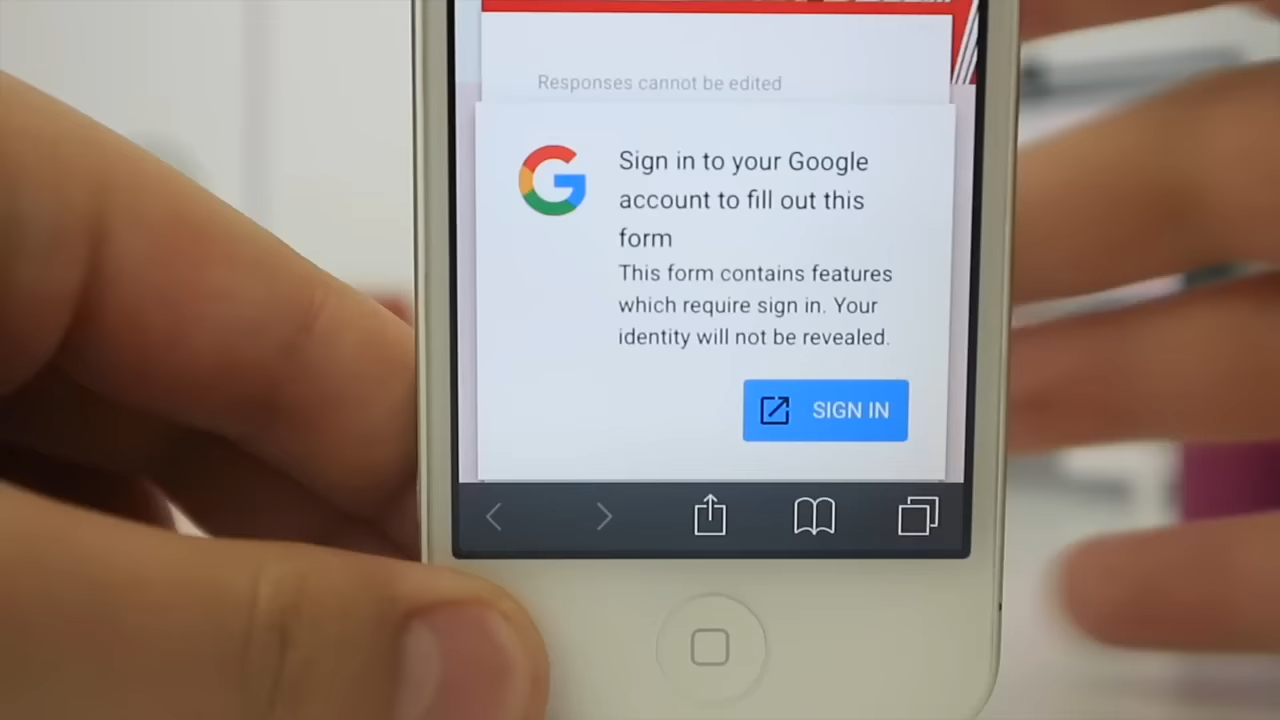 Responses cannot be edited
Sign in to your Google
account to fill out this
form
This form contains features
which require sign in. Your
identity will not be revealed.
SIGN IN